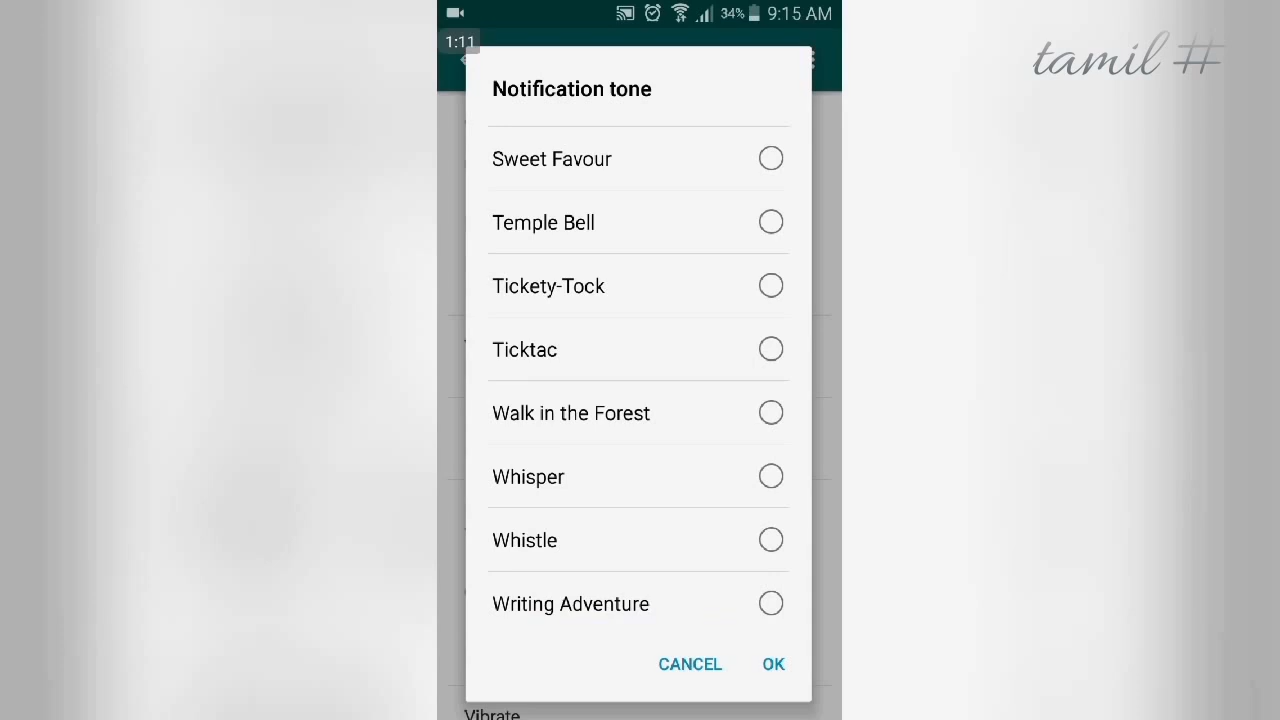 34% 9:15 AM
1:11
tamil #
Notification tone
Sweet Favour
Temple Bell
Tickety-Tock
Ticktac
Walk in the Forest
Whisper
Whistle
Writing Adventure
CANCEL OK
Vibrate